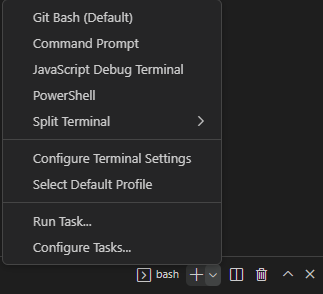 Git Bash (Default)
Command Prompt
JavaScript Debug Terminal
PowerShell
Split Terminal
Configure Terminal Settings
Select Default Profile
Run Task...
Configure Tasks...
bash